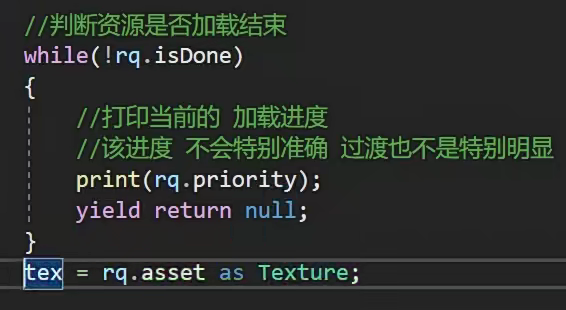 //判断资源是否加载结束
while(!rq.isDone)
{
//打印当前的 加载进度
//该进度 不会特别准确 过渡也不是特别明显
print(rq.priority);
yield return null;
}
tex = rq.asset as Texture;